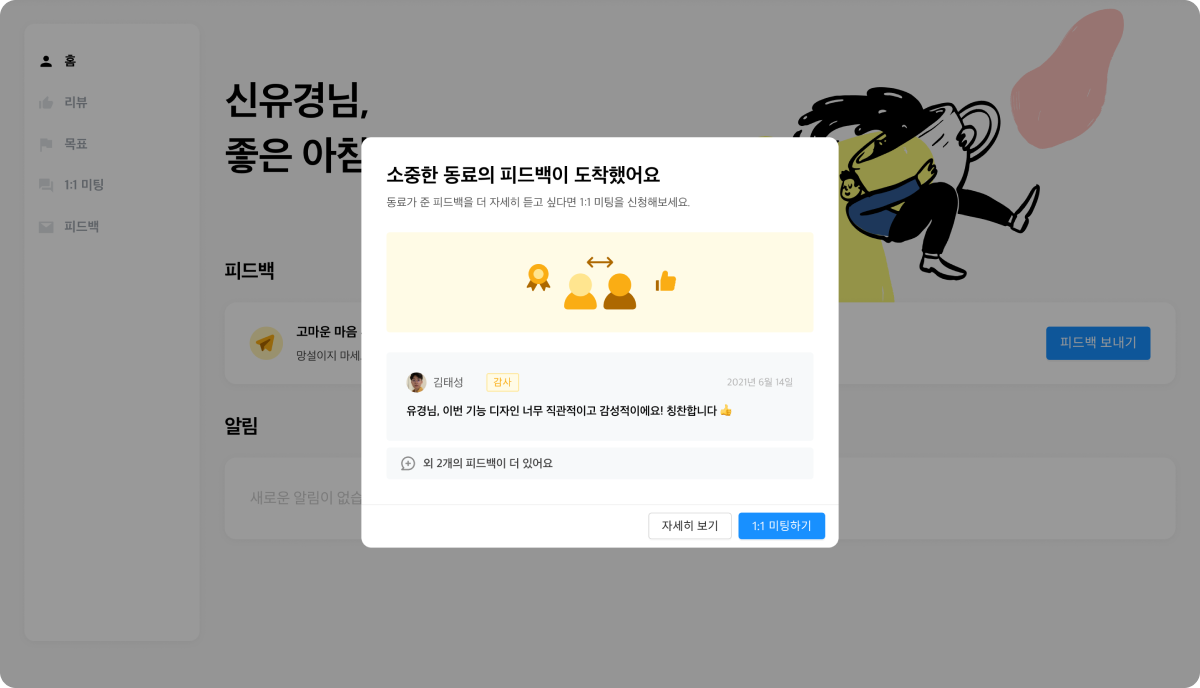 홈
리뷰
목표
1:1 미팅
피드백
신유경님,
좋은 아침
피드백
고마운 마음
망설이지 마세
피드백 보내기
알림
새로운 알림이 없습
소중한 동료의 피드백이 도착했어요
동료가 준 피드백을 더 자세히 듣고 싶다면 1:1 미팅을 신청해보세요.
김태성 감사 2021년 6월 14일
유경님, 이번 기능 디자인 너무 직관적이고 감성적이에요! 칭찬합니다 👍
외 2개의 피드백이 더 있어요
자세히 보기 1:1 미팅하기